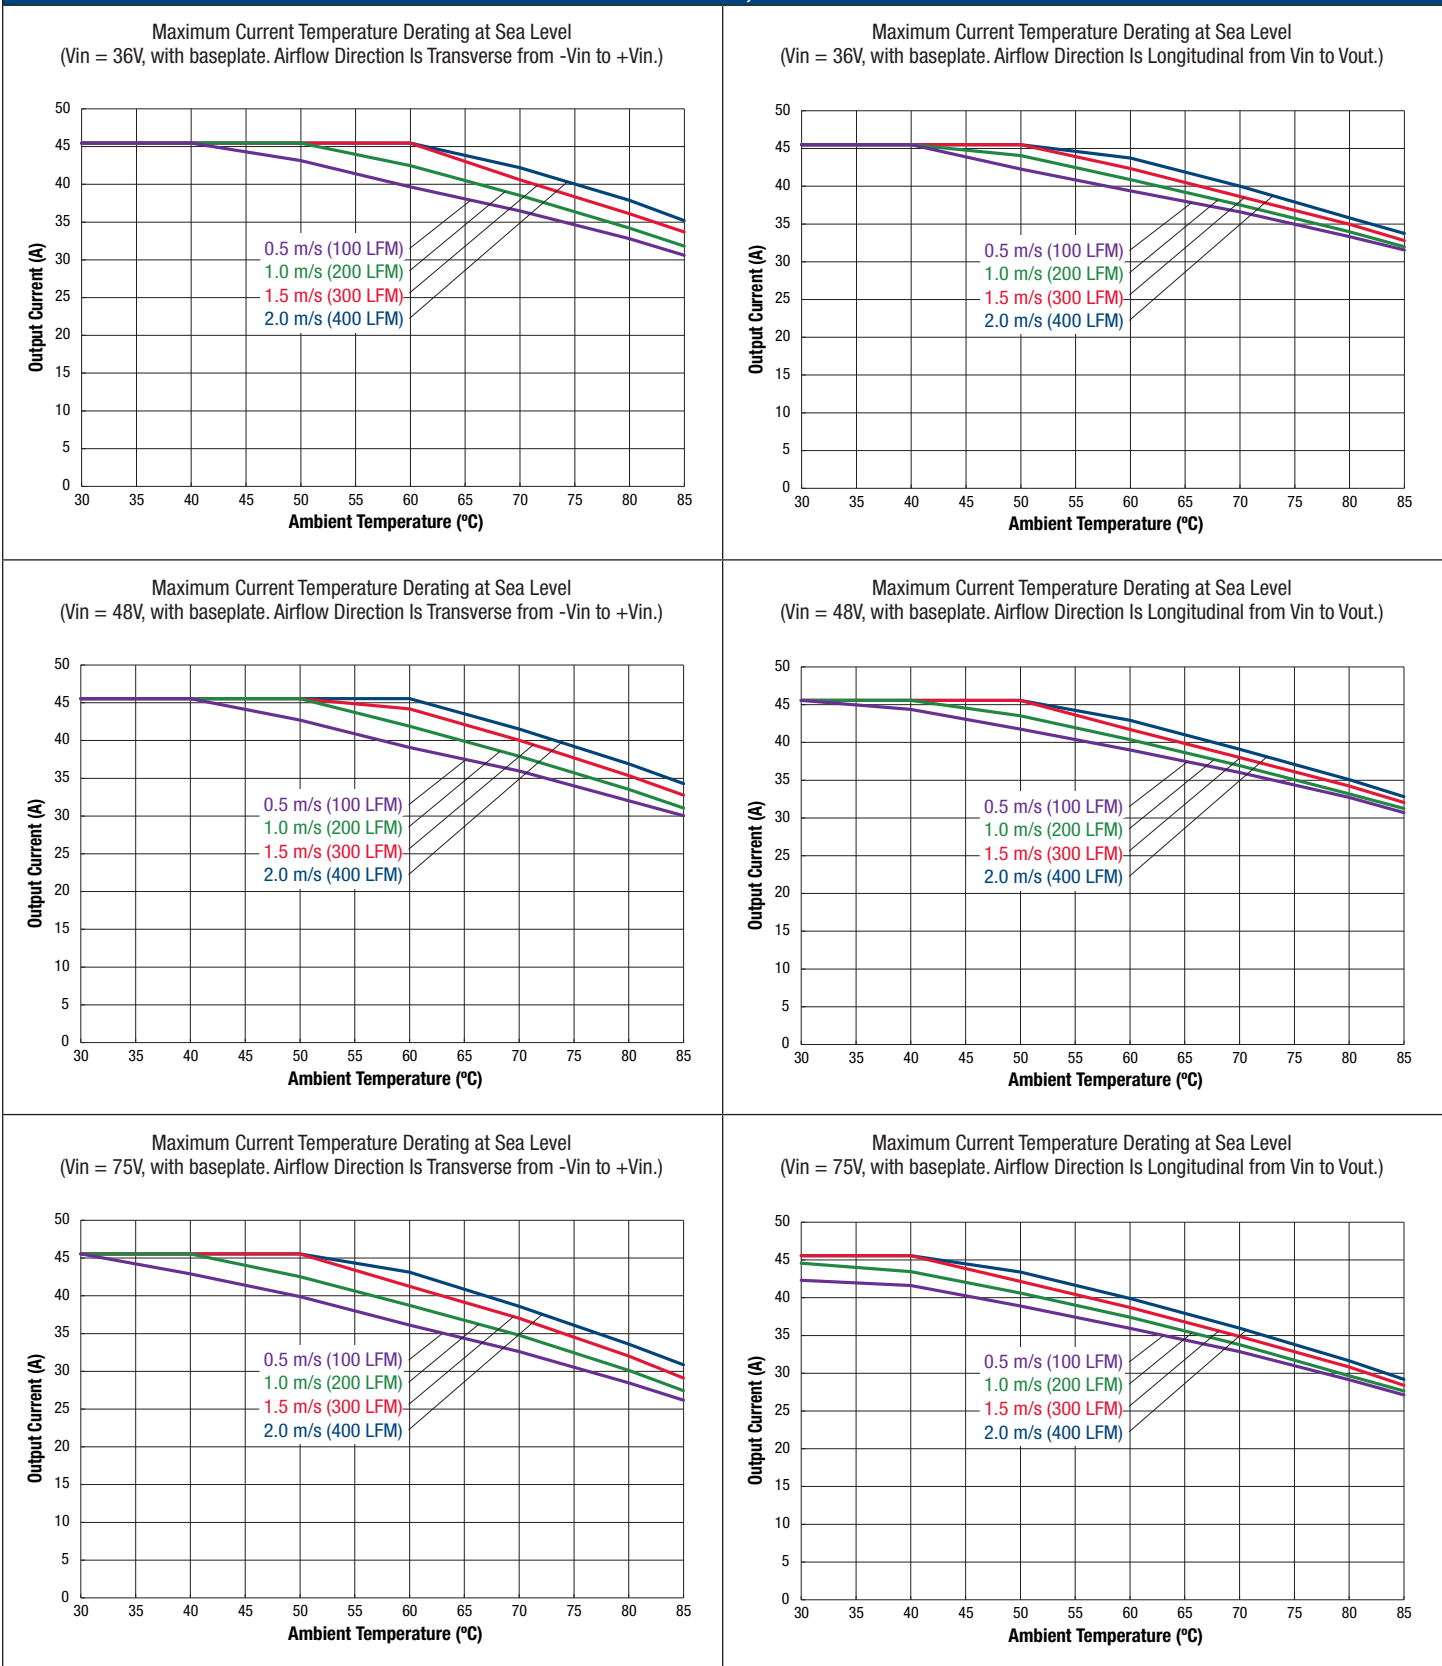 Maximum Current Temperature Derating at Sea Level
(Vin = 36V, with baseplate. Airflow Direction Is Transverse from -Vin to +Vin.)
50
45
40
35
30
25
20
15
10
5
0
Output Current (A)
0.5 m/s (100 LFM)
1.0 m/s (200 LFM)
1.5 m/s (300 LFM)
2.0 m/s (400 LFM)
30 35 40 45 50 55 60 65 70 75 80 85
Ambient Temperature (ºC)
Maximum Current Temperature Derating at Sea Level
(Vin = 36V, with baseplate. Airflow Direction Is Longitudinal from Vin to Vout.)
50
45
40
35
30
25
20
15
10
5
0
Output Current (A)
0.5 m/s (100 LFM)
1.0 m/s (200 LFM)
1.5 m/s (300 LFM)
2.0 m/s (400 LFM)
30 35 40 45 50 55 60 65 70 75 80 85
Ambient Temperature (ºC)
Maximum Current Temperature Derating at Sea Level
(Vin = 48V, with baseplate. Airflow Direction Is Transverse from -Vin to +Vin.)
50
45
40
35
30
25
20
15
10
5
0
Output Current (A)
0.5 m/s (100 LFM)
1.0 m/s (200 LFM)
1.5 m/s (300 LFM)
2.0 m/s (400 LFM)
30 35 40 45 50 55 60 65 70 75 80 85
Ambient Temperature (ºC)
Maximum Current Temperature Derating at Sea Level
(Vin = 48V, with baseplate. Airflow Direction Is Longitudinal from Vin to Vout.)
50
45
40
35
30
25
20
15
10
5
0
Output Current (A)
0.5 m/s (100 LFM)
1.0 m/s (200 LFM)
1.5 m/s (300 LFM)
2.0 m/s (400 LFM)
30 35 40 45 50 55 60 65 70 75 80 85
Ambient Temperature (ºC)
Maximum Current Temperature Derating at Sea Level
(Vin = 75V, with baseplate. Airflow Direction Is Transverse from -Vin to +Vin.)
50
45
40
35
30
25
20
15
10
5
0
Output Current (A)
0.5 m/s (100 LFM)
1.0 m/s (200 LFM)
1.5 m/s (300 LFM)
2.0 m/s (400 LFM)
30 35 40 45 50 55 60 65 70 75 80 85
Ambient Temperature (ºC)
Maximum Current Temperature Derating at Sea Level
(Vin = 75V, with baseplate. Airflow Direction Is Longitudinal from Vin to Vout.)
50
45
40
35
30
25
20
15
10
5
0
Output Current (A)
0.5 m/s (100 LFM)
1.0 m/s (200 LFM)
1.5 m/s (300 LFM)
2.0 m/s (400 LFM)
30 35 40 45 50 55 60 65 70 75 80 85
Ambient Temperature (ºC)